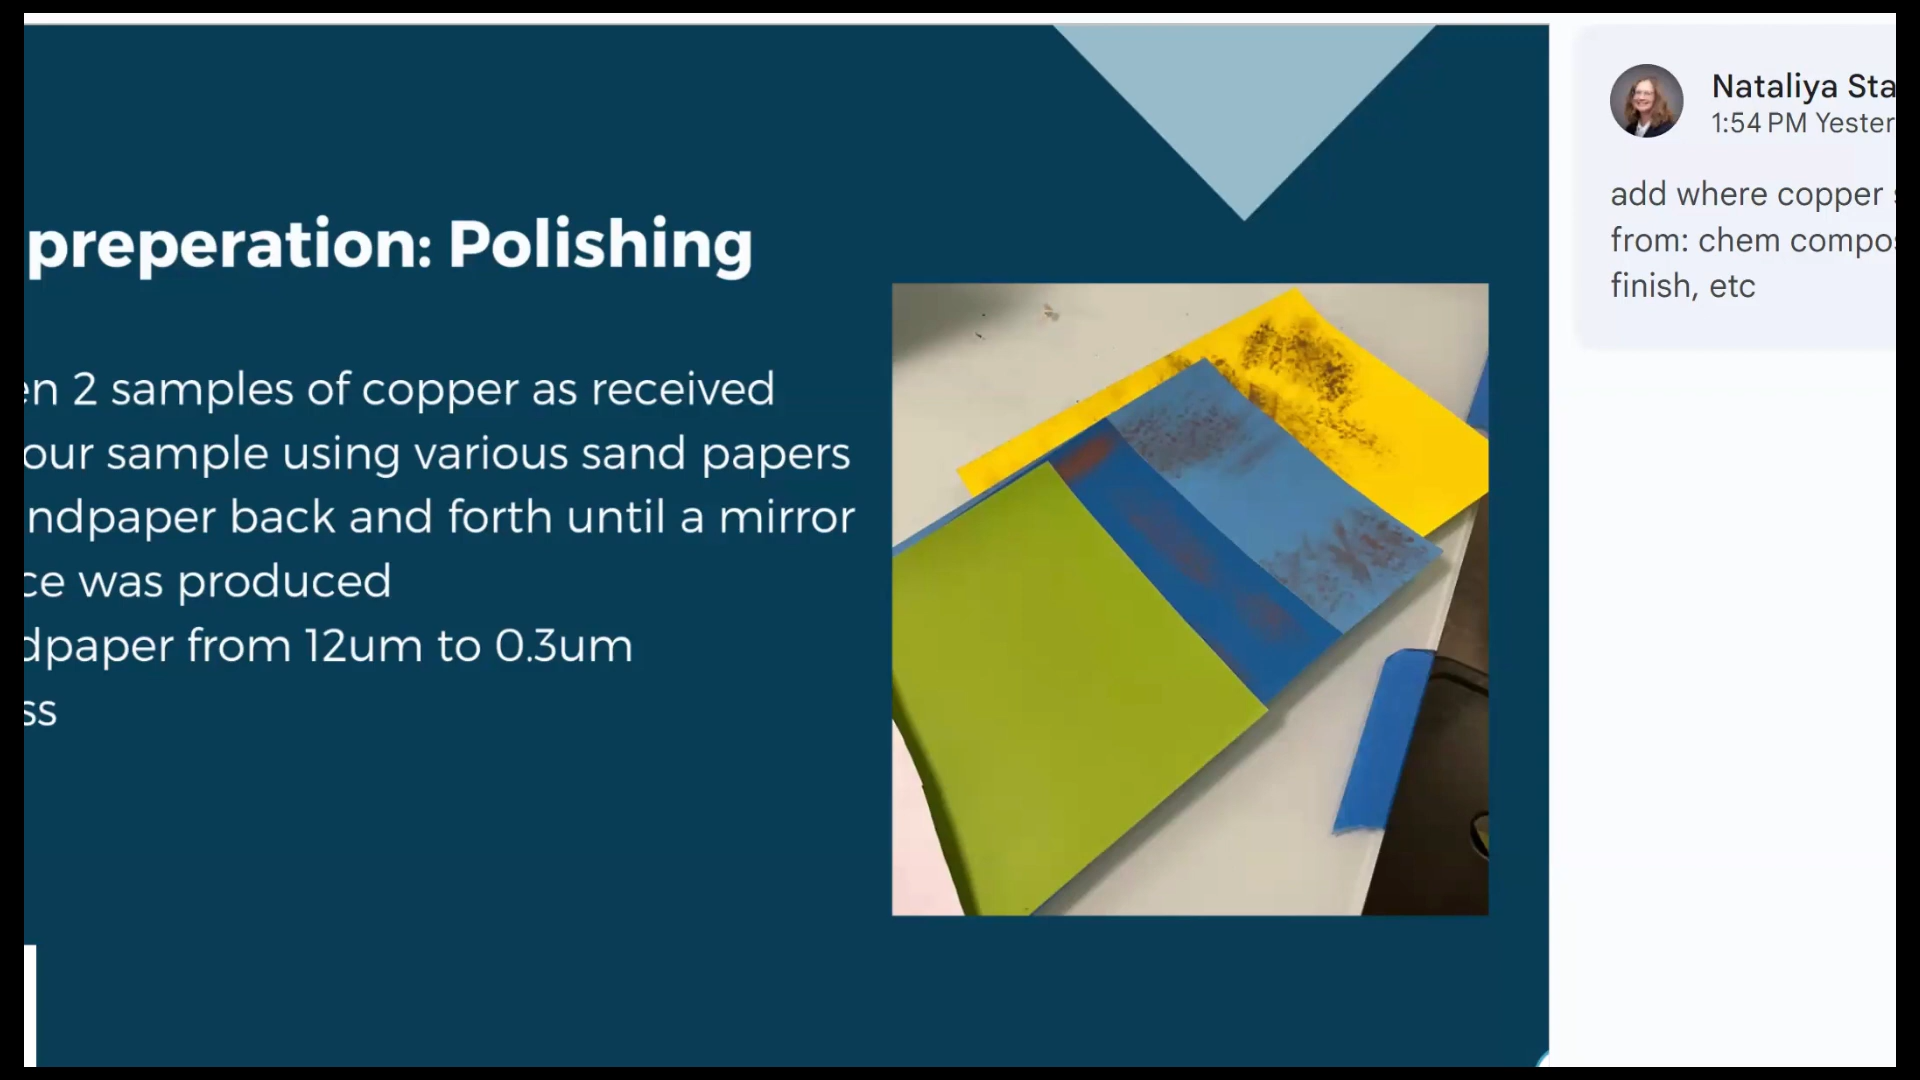 preperation: Polishing
en 2 samples of copper as received
our sample using various sand papers
ndpaper back and forth until a mirror
ce was produced
dpaper from 12um to 0.3um
ss
Nataliya Sta
1:54 PM Yester
add where copper
from: chem compos
finish, etc